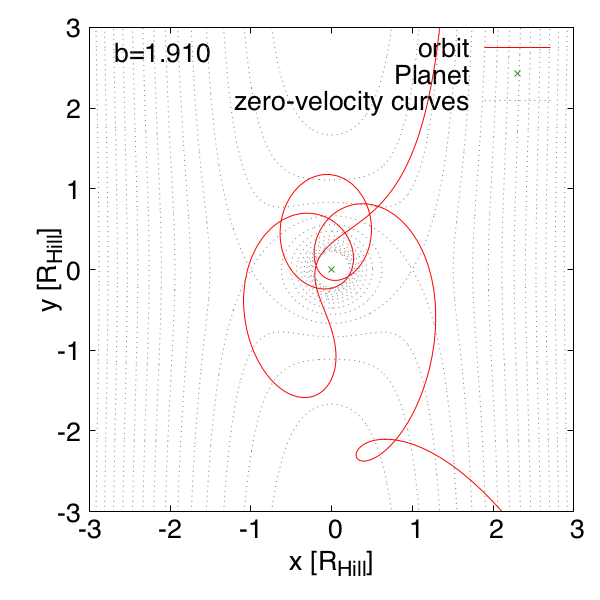 b=1.910
orbit
Planet
zero-velocity curves
3
2
1
0
-1
-2
-3
y [R_Hill]
-3 -2 -1 0 1 2 3
x [R_Hill]